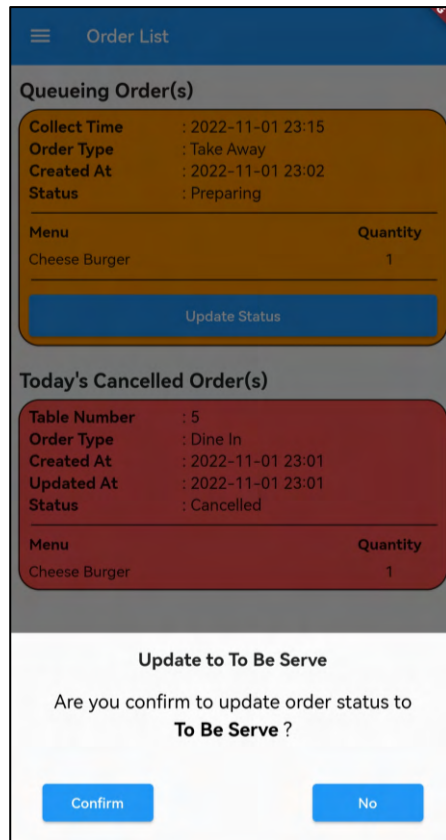 Order List
Queueing Order(s)
Collect Time : 2022-11-01 23:15
Order Type : Take Away
Created At : 2022-11-01 23:02
Status : Preparing
Menu Quantity
Cheese Burger 1
Update Status
Today's Cancelled Order(s)
Table Number : 5
Order Type : Dine In
Created At : 2022-11-01 23:01
Updated At : 2022-11-01 23:01
Status : Cancelled
Menu Quantity
Cheese Burger 1
Update to To Be Serve
Are you confirm to update order status to
To Be Serve ?
Confirm No